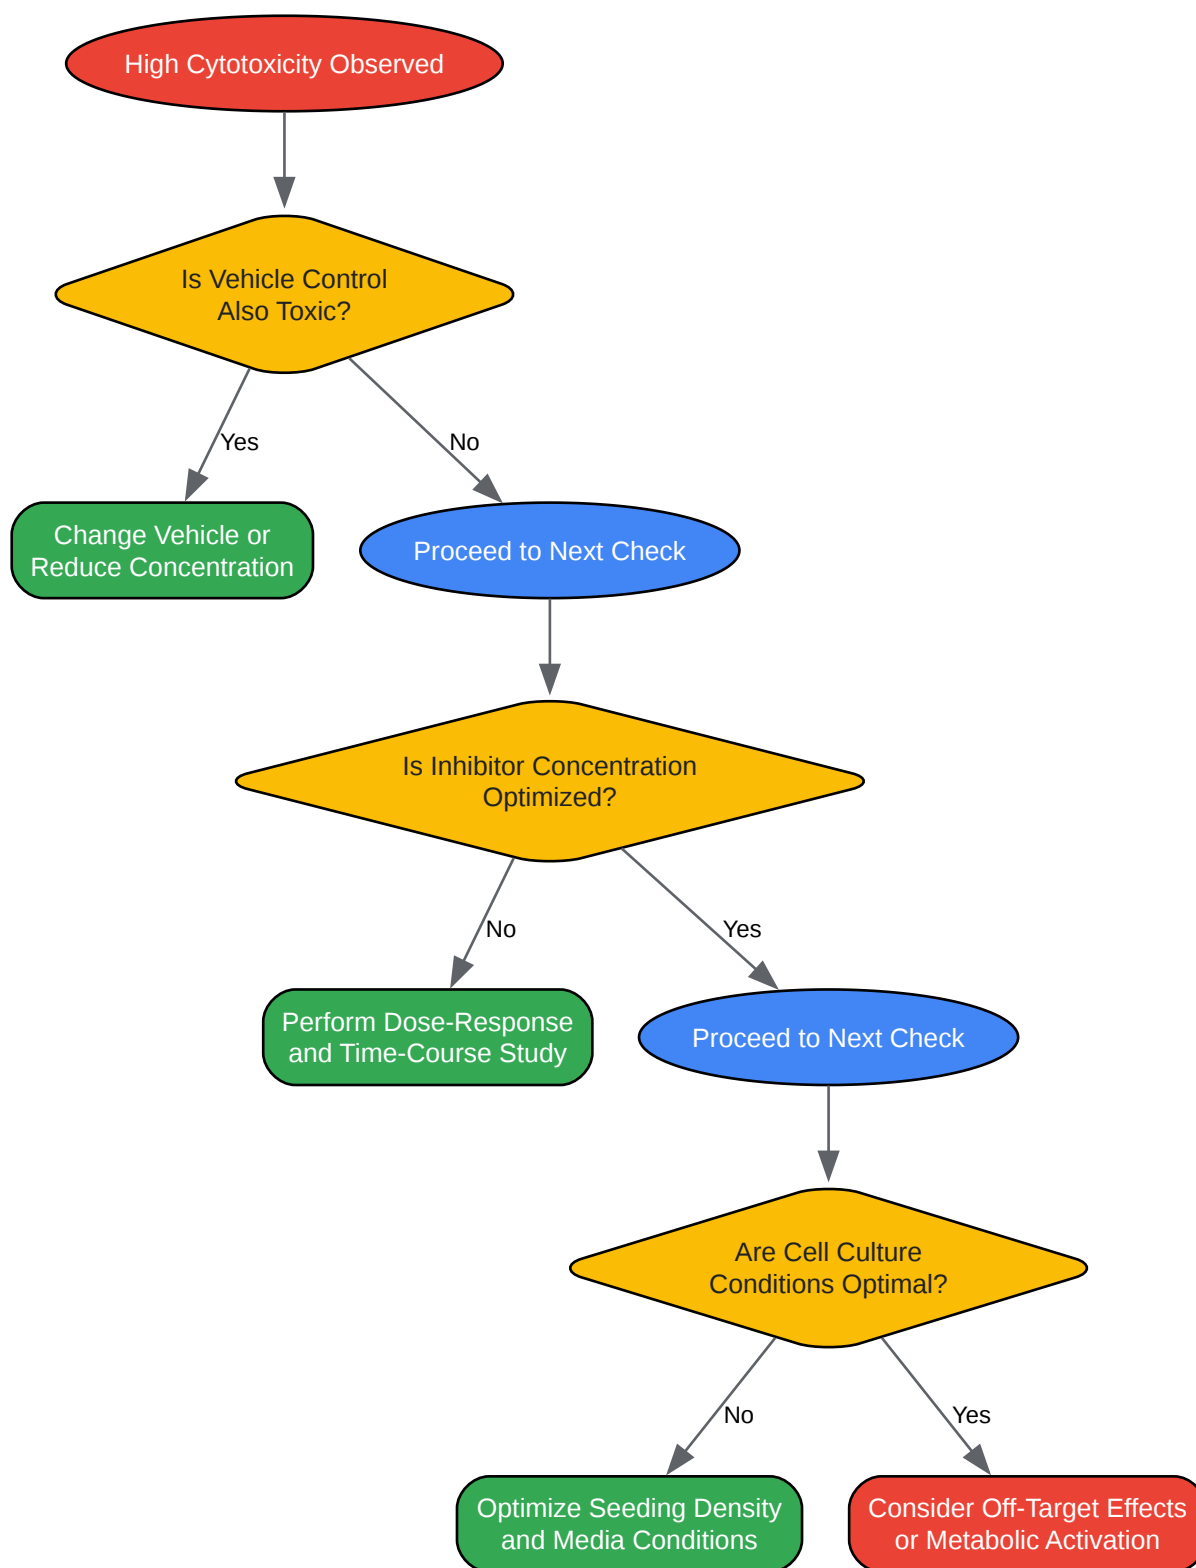 High Cytotoxicity Observed
Is Vehicle Control
Also Toxic?
Yes
No
Change Vehicle or
Reduce Concentration
Proceed to Next Check
Is Inhibitor Concentration
Optimized?
No
Yes
Perform Dose-Response
and Time-Course Study
Proceed to Next Check
Are Cell Culture
Conditions Optimal?
No
Yes
Optimize Seeding Density
and Media Conditions
Consider Off-Target Effects
or Metabolic Activation